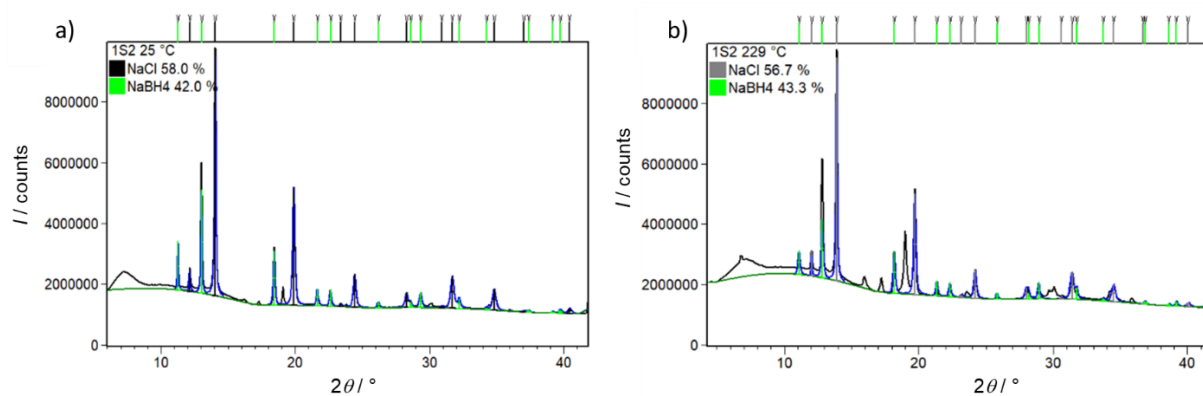 a)
1S2 25 °C
NaCl 58.0 %
NaBH4 42.0 %
8000000
6000000
4000000
2000000
0
I / counts
10
20
30
40
2θ / °
b)
1S2 229 °C
NaCl 56.7 %
NaBH4 43.3 %
8000000
6000000
4000000
2000000
0
I / counts
10
20
30
40
2θ / °